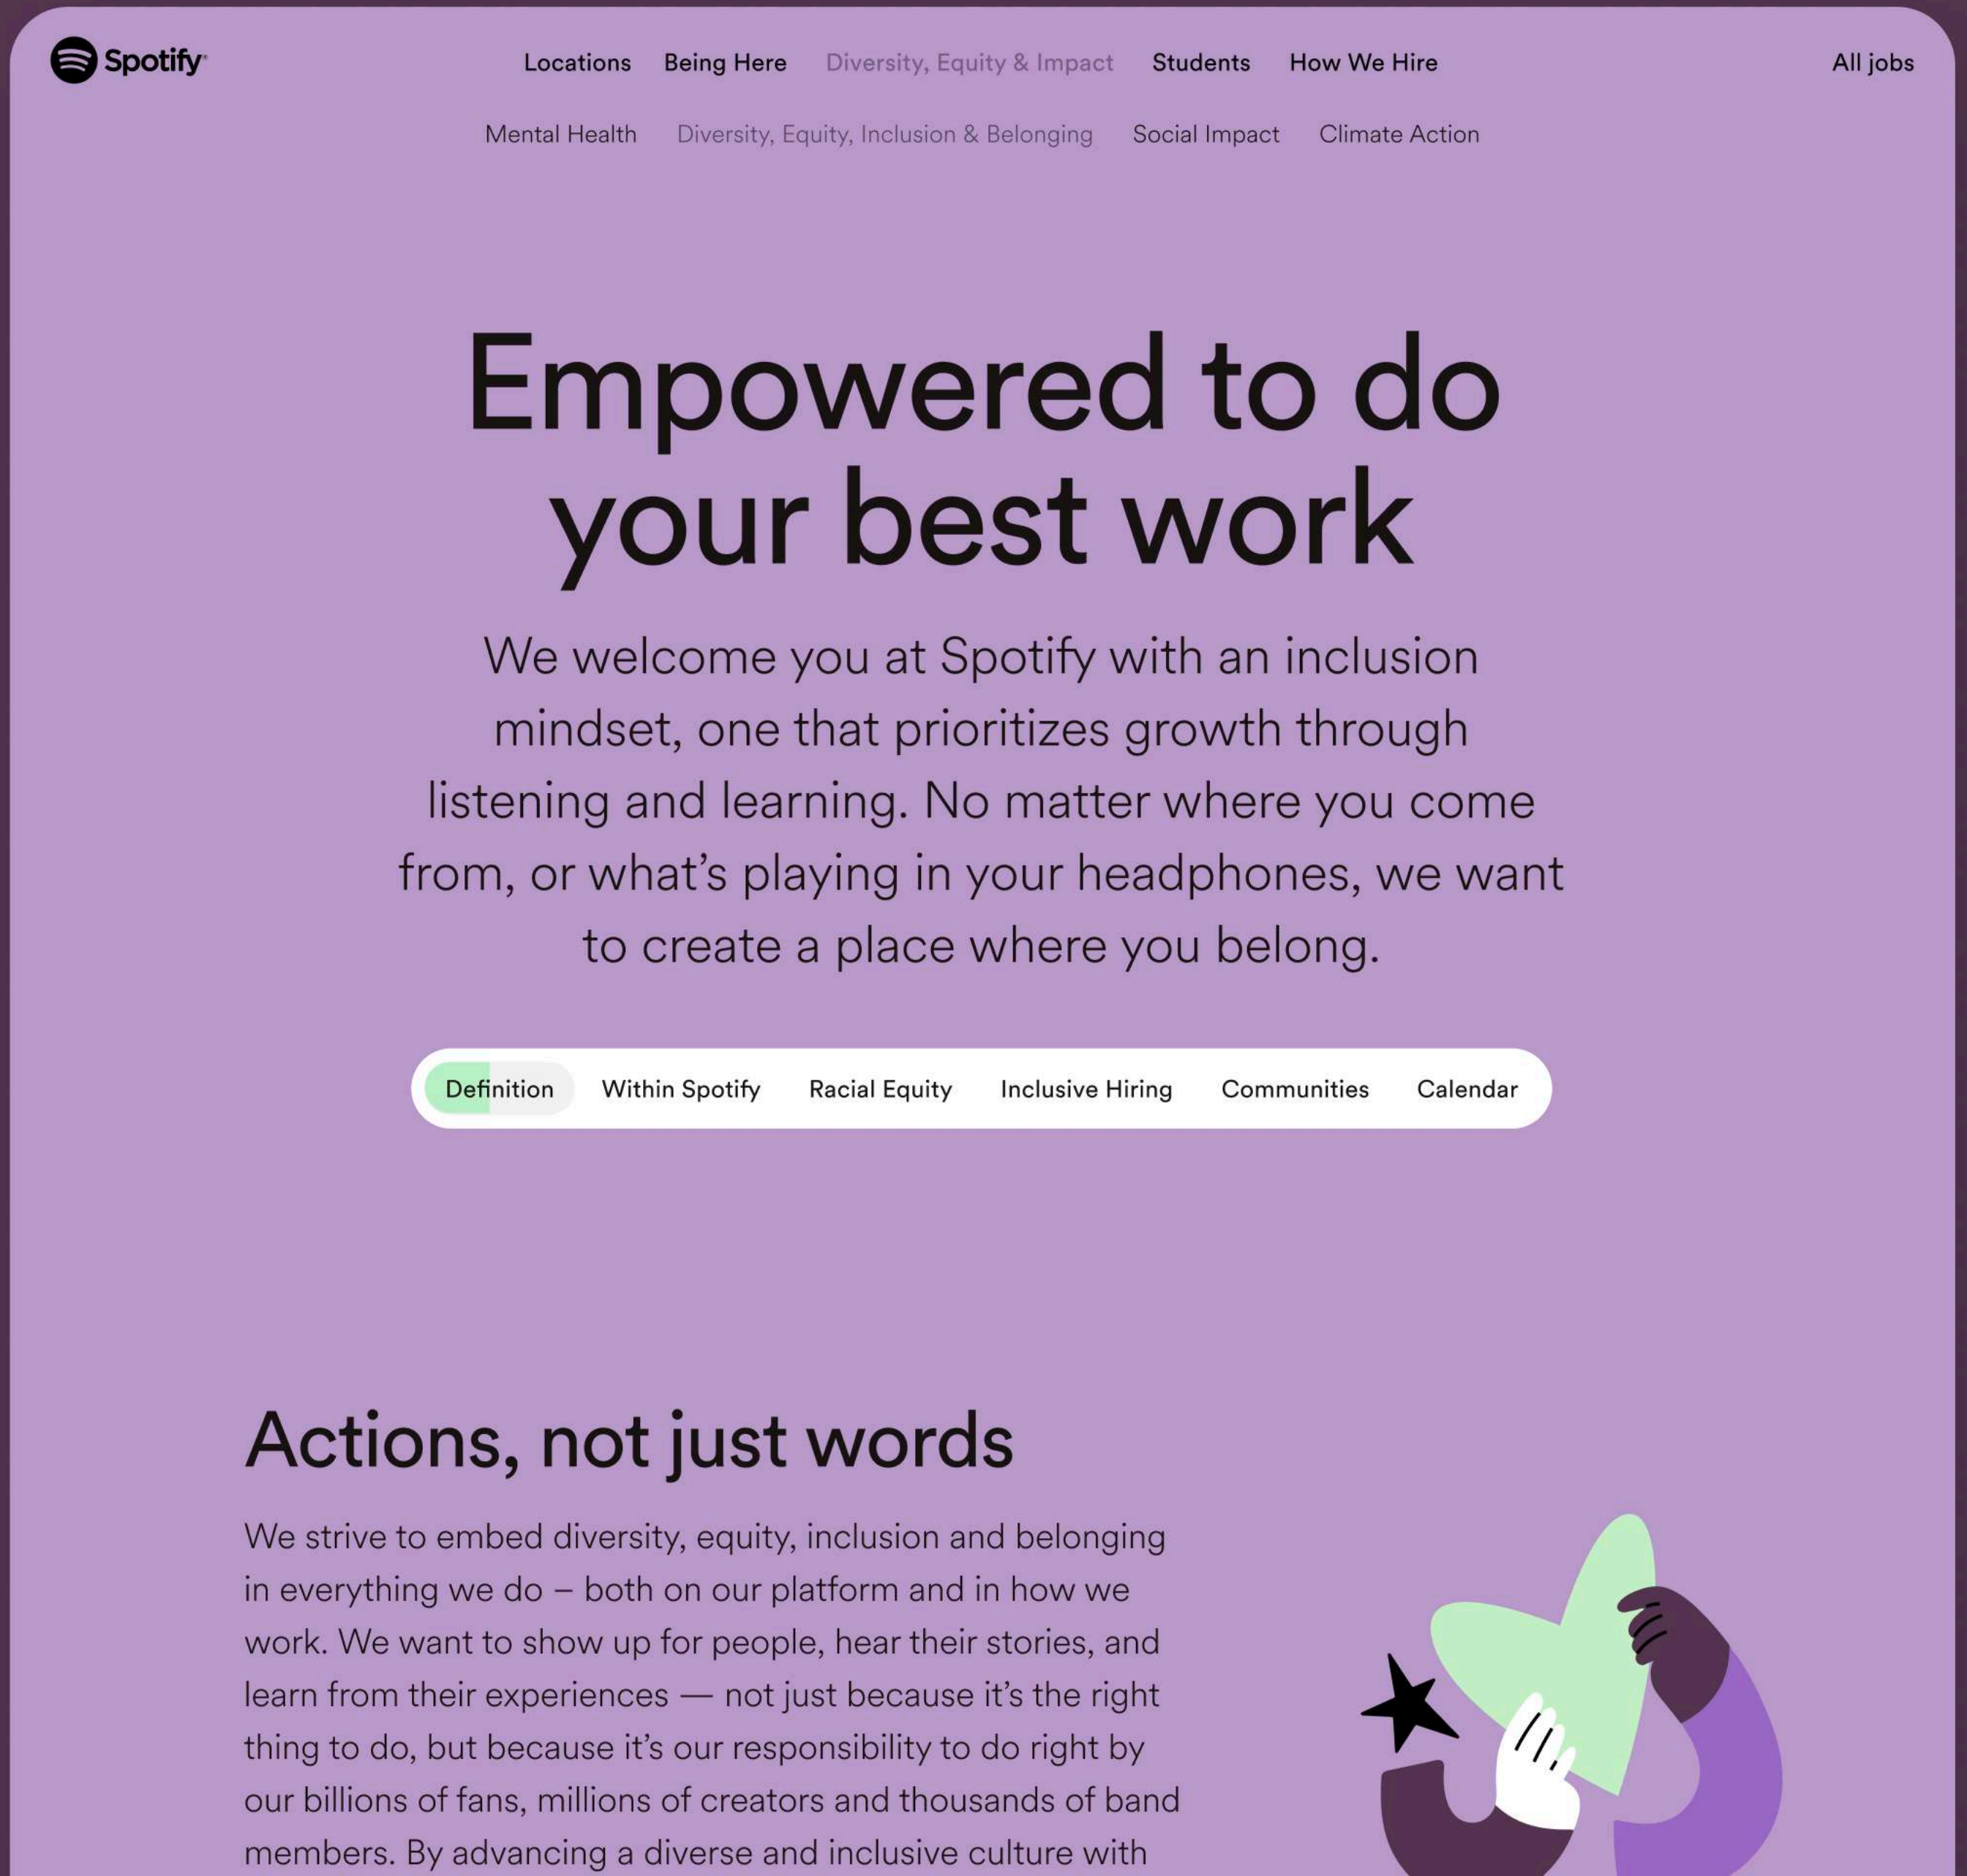 Spotify
Locations Being Here Diversity, Equity & Impact Students How We Hire
All jobs
Mental Health Diversity, Equity, Inclusion & Belonging Social Impact Climate Action
Empowered to do
your best work
We welcome you at Spotify with an inclusion
mindset, one that prioritizes growth through
listening and learning. No matter where you come
from, or what’s playing in your headphones, we want
to create a place where you belong.
Definition Within Spotify Racial Equity Inclusive Hiring Communities Calendar
Actions, not just words
We strive to embed diversity, equity, inclusion and belonging
in everything we do – both on our platform and in how we
work. We want to show up for people, hear their stories, and
learn from their experiences — not just because it’s the right
thing to do, but because it’s our responsibility to do right by
our billions of fans, millions of creators and thousands of band
members. By advancing a diverse and inclusive culture with